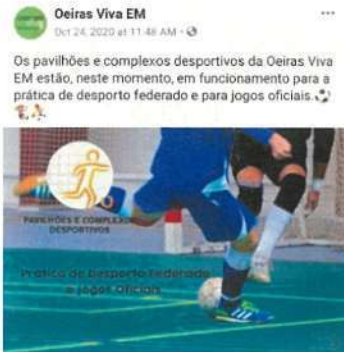 Oeiras Viva EM
Oct 24, 2020 at 11:48 AM ·
Os pavilhões e complexos desportivos da Oeiras Viva
EM estão, neste momento, em funcionamento para a
prática de desporto federado e para jogos oficiais.
PAVILHÕES E COMPLEXOS
DESPORTIVOS
Prática de Desporto Federado
e Jogos Oficiais